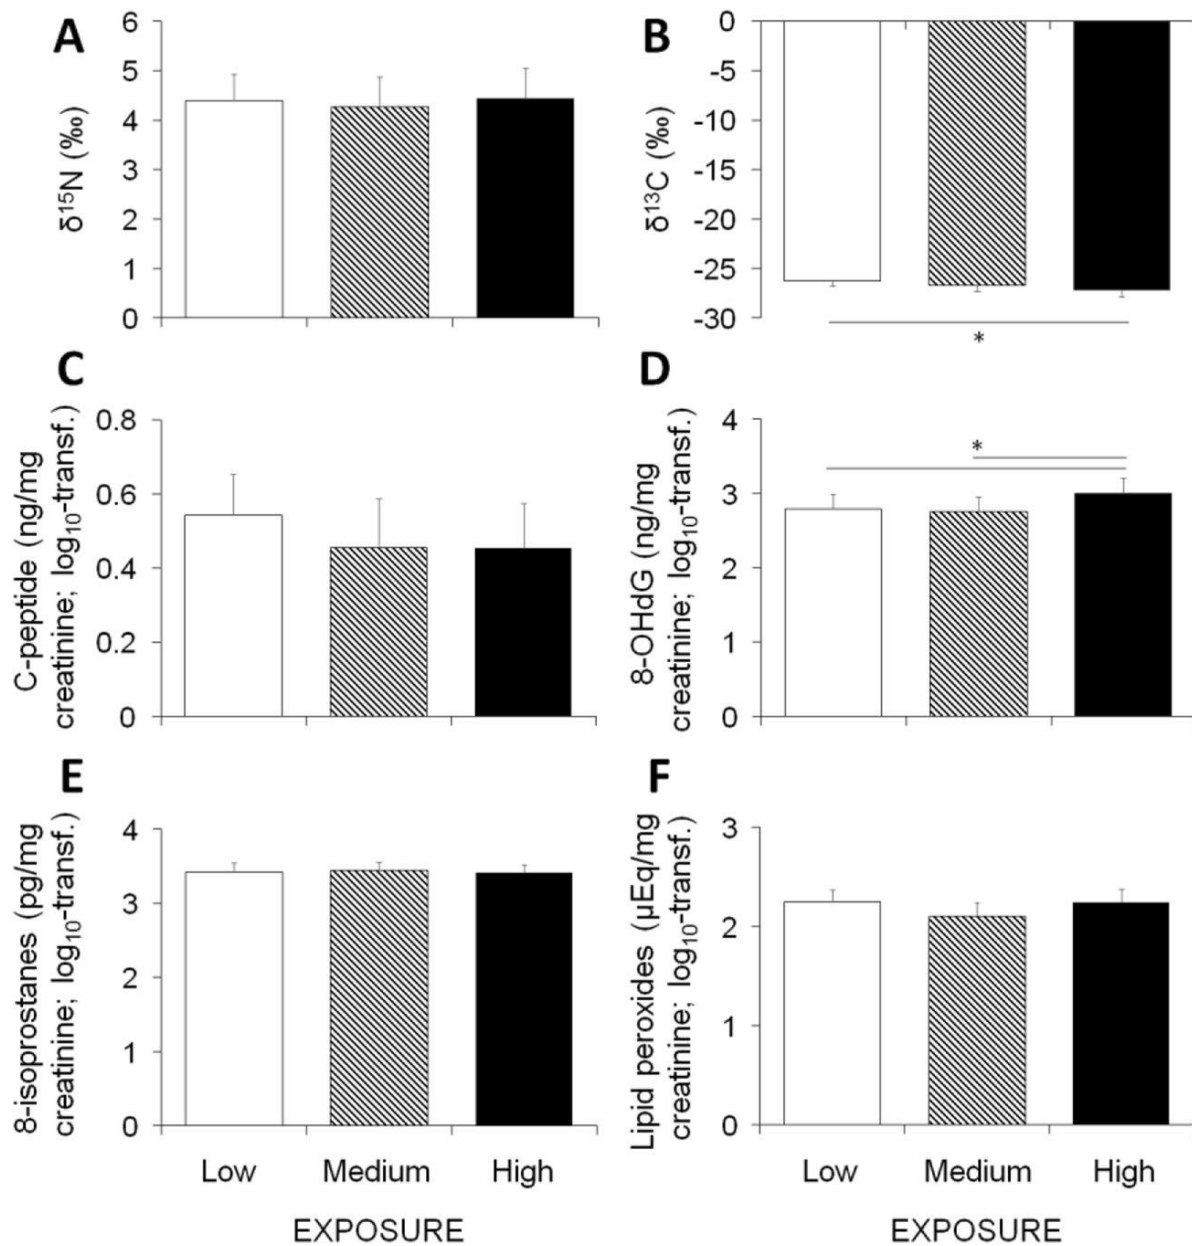 A
δ¹⁵N (‰)
6
5
4
3
2
1
0
B
δ¹³C (‰)
0
-5
-10
-15
-20
-25
-30
*
C
C-peptide (ng/mg
creatinine; log₁₀-transf.)
0.8
0.6
0.4
0.2
0
D
8-OHdG (ng/mg
creatinine; log₁₀-transf.)
4
3
2
1
0
*
E
8-isoprostanes (pg/mg
creatinine; log₁₀-transf.)
4
3
2
1
0
Low Medium High
EXPOSURE
F
Lipid peroxides (µEq/mg
creatinine; log₁₀-transf.)
3
2
1
0
Low Medium High
EXPOSURE